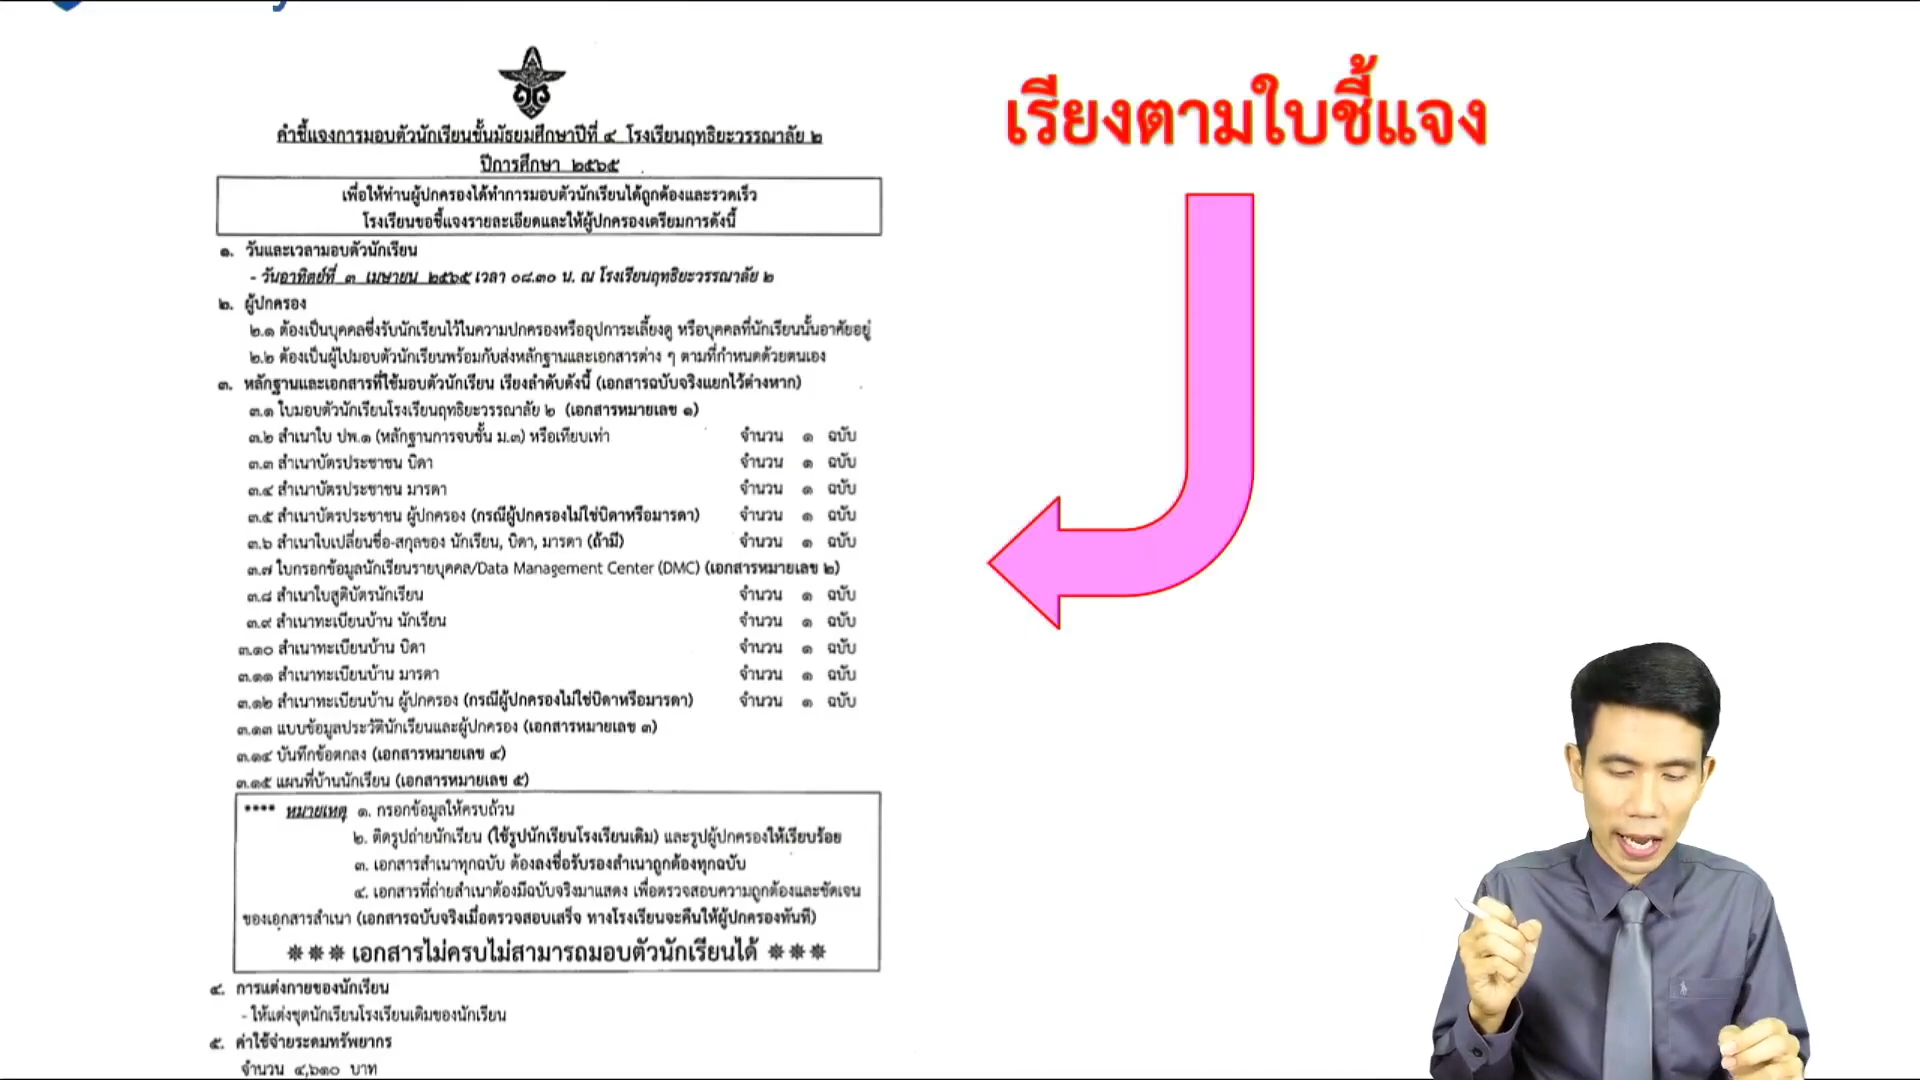 คำชี้แจงการมอบตัวนักเรียนชั้นมัธยมศึกษาปีที่ ๔ โรงเรียนฤทธิยะวรรณาลัย ๒
ปีการศึกษา ๒๕๖๕
เพื่อให้ท่านผู้ปกครองได้ทำการมอบตัวนักเรียนได้ถูกต้องและรวดเร็ว
โรงเรียนขอชี้แจงรายละเอียดและให้ผู้ปกครองเตรียมการดังนี้
๑. วันและเวลามอบตัวนักเรียน
- วันอาทิตย์ที่ ๓ เมษายน ๒๕๖๕ เวลา ๐๘.๓๐ น. ณ โรงเรียนฤทธิยะวรรณาลัย ๒
๒. ผู้ปกครอง
๒.๑ ต้องเป็นบุคคลซึ่งรับนักเรียนไว้ในความปกครองหรืออุปการะเลี้ยงดู หรือบุคคลที่นักเรียนนั้นอาศัยอยู่
๒.๒ ต้องเป็นผู้ไปมอบตัวนักเรียนพร้อมกับส่งหลักฐานและเอกสารต่าง ๆ ตามที่กำหนดด้วยตนเอง
๓. หลักฐานและเอกสารที่ใช้มอบตัวนักเรียน เรียงลำดับดังนี้ (เอกสารฉบับจริงแยกไว้ต่างหาก)
๓.๑ ใบมอบตัวนักเรียนโรงเรียนฤทธิยะวรรณาลัย ๒ (เอกสารหมายเลข ๑)
๓.๒ สำเนาใบ ปพ.๑ (หลักฐานการจบชั้น ม.๓) หรือเทียบเท่า จำนวน ๑ ฉบับ
๓.๓ สำเนาบัตรประชาชน บิดา จำนวน ๑ ฉบับ
๓.๔ สำเนาบัตรประชาชน มารดา จำนวน ๑ ฉบับ
๓.๕ สำเนาบัตรประชาชน ผู้ปกครอง (กรณีผู้ปกครองไม่ใช่บิดาหรือมารดา) จำนวน ๑ ฉบับ
๓.๖ สำเนาใบเปลี่ยนชื่อ-สกุลของ นักเรียน, บิดา, มารดา (ถ้ามี) จำนวน ๑ ฉบับ
๓.๗ ใบกรอกข้อมูลนักเรียนรายบุคคล/Data Management Center (DMC) (เอกสารหมายเลข ๒)
๓.๘ สำเนาใบสูติบัตรนักเรียน จำนวน ๑ ฉบับ
๓.๙ สำเนาทะเบียนบ้าน นักเรียน จำนวน ๑ ฉบับ
๓.๑๐ สำเนาทะเบียนบ้าน บิดา จำนวน ๑ ฉบับ
๓.๑๑ สำเนาทะเบียนบ้าน มารดา จำนวน ๑ ฉบับ
๓.๑๒ สำเนาทะเบียนบ้าน ผู้ปกครอง (กรณีผู้ปกครองไม่ใช่บิดาหรือมารดา) จำนวน ๑ ฉบับ
๓.๑๓ แบบข้อมูลประวัตินักเรียนและผู้ปกครอง (เอกสารหมายเลข ๓)
๓.๑๔ บันทึกข้อตกลง (เอกสารหมายเลข ๔)
๓.๑๕ แผนที่บ้านนักเรียน (เอกสารหมายเลข ๕)
**** หมายเหตุ ๑. กรอกข้อมูลให้ครบถ้วน
๒. ติดรูปถ่ายนักเรียน (ใช้รูปนักเรียนโรงเรียนเดิม) และรูปผู้ปกครองให้เรียบร้อย
๓. เอกสารสำเนาทุกฉบับ ต้องลงชื่อรับรองสำเนาถูกต้องทุกฉบับ
๔. เอกสารที่ถ่ายสำเนาต้องมีฉบับจริงมาแสดง เพื่อตรวจสอบความถูกต้องและชัดเจน
ของเอกสารสำเนา (เอกสารฉบับจริงเมื่อตรวจสอบเสร็จ ทางโรงเรียนจะคืนให้ผู้ปกครองทันที)
*** เอกสารไม่ครบไม่สามารถมอบตัวนักเรียนได้ ***
๔. การแต่งกายของนักเรียน
- ให้แต่งชุดนักเรียนโรงเรียนเดิมของนักเรียน
๕. ค่าใช้จ่ายระดมทรัพยากร
จำนวน ๔,๖๑๐ บาท
เรียงตามใบชี้แจง